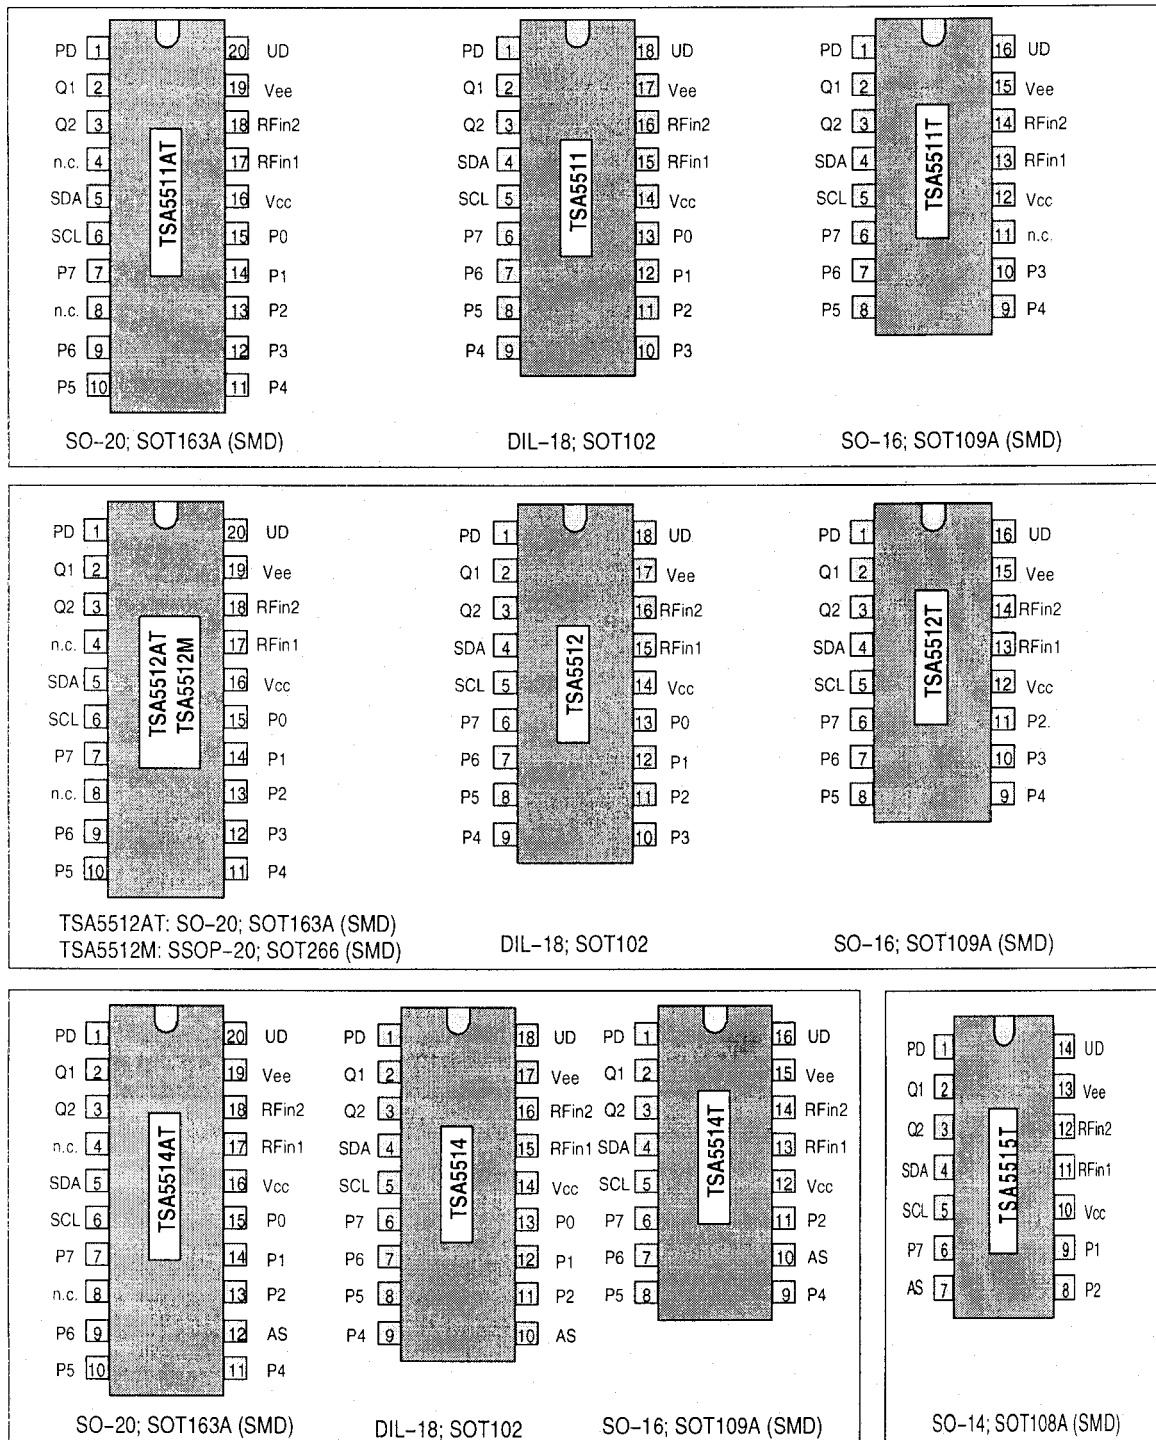 PD 1 20 UD
Q1 2 19 Vee
Q2 3 18 RFin2
n.c. 4 17 RFin1
SDA 5 16 Vcc
SCL 6 15 P0
P7 7 14 P1
n.c. 8 13 P2
P6 9 12 P3
P5 10 11 P4
TSA5511AT
SO-20; SOT163A (SMD)
PD 1 18 UD
Q1 2 17 Vee
Q2 3 16 RFin2
SDA 4 15 RFin1
SCL 5 14 Vcc
P7 6 13 P0
P6 7 12 P1
P5 8 11 P2
P4 9 10 P3
TSA5511
DIL-18; SOT102
PD 1 16 UD
Q1 2 15 Vee
Q2 3 14 RFin2
SDA 4 13 RFin1
SCL 5 12 Vcc
P7 6 11 n.c.
P6 7 10 P3
P5 8 9 P4
TSA5511T
SO-16; SOT109A (SMD)
PD 1 20 UD
Q1 2 19 Vee
Q2 3 18 RFin2
n.c. 4 17 RFin1
SDA 5 16 Vcc
SCL 6 15 P0
P7 7 14 P1
n.c. 8 13 P2
P6 9 12 P3
P5 10 11 P4
TSA5512AT
TSA5512M
TSA5512AT: SO-20; SOT163A (SMD)
TSA5512M: SSOP-20; SOT266 (SMD)
PD 1 18 UD
Q1 2 17 Vee
Q2 3 16 RFin2
SDA 4 15 RFin1
SCL 5 14 Vcc
P7 6 13 P0
P6 7 12 P1
P5 8 11 P2
P4 9 10 P3
TSA5512
DIL-18; SOT102
PD 1 16 UD
Q1 2 15 Vee
Q2 3 14 RFin2
SDA 4 13 RFin1
SCL 5 12 Vcc
P7 6 11 P2.
P6 7 10 P3
P5 8 9 P4
TSA5512T
SO-16; SOT109A (SMD)
PD 1 20 UD
Q1 2 19 Vee
Q2 3 18 RFin2
n.c. 4 17 RFin1
SDA 5 16 Vcc
SCL 6 15 P0
P7 7 14 P1
n.c. 8 13 P2
P6 9 12 AS
P5 10 11 P4
TSA5514AT
SO-20; SOT163A (SMD)
PD 1 18 UD
Q1 2 17 Vee
Q2 3 16 RFin2
SDA 4 15 RFin1
SCL 5 14 Vcc
P7 6 13 P0
P6 7 12 P1
P5 8 11 P2
P4 9 10 AS
TSA5514
DIL-18; SOT102
PD 1 16 UD
Q1 2 15 Vee
Q2 3 14 RFin2
SDA 4 13 RFin1
SCL 5 12 Vcc
P7 6 11 P2
P6 7 10 AS
P5 8 9 P4
TSA5514T
SO-16; SOT109A (SMD)
PD 1 14 UD
Q1 2 13 Vee
Q2 3 12 RFin2
SDA 4 11 RFin1
SCL 5 10 Vcc
P7 6 9 P1
AS 7 8 P2
TSA5515T
SO-14; SOT108A (SMD)